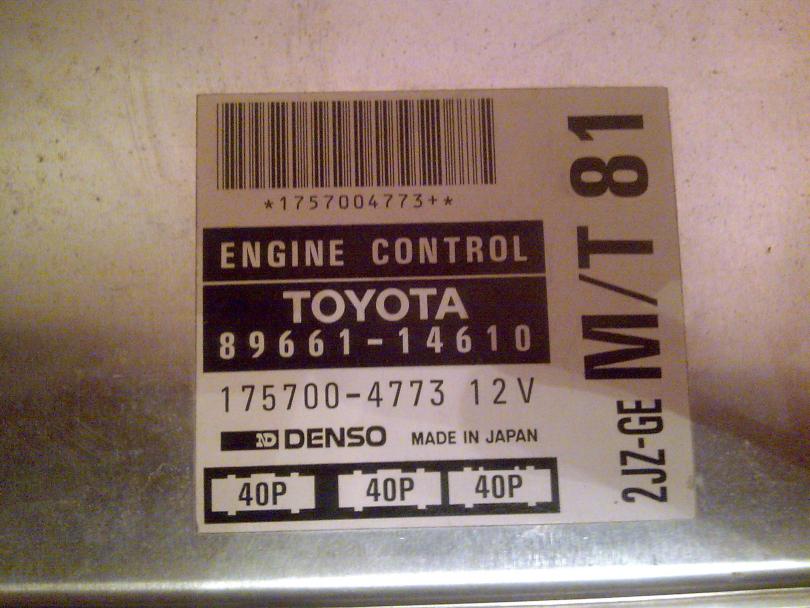 *1757004773+*
ENGINE CONTROL
TOYOTA
89661-14610
175700-4773 12V
ND DENSO MADE IN JAPAN
40P 40P 40P
2JZ-GE M/T 81